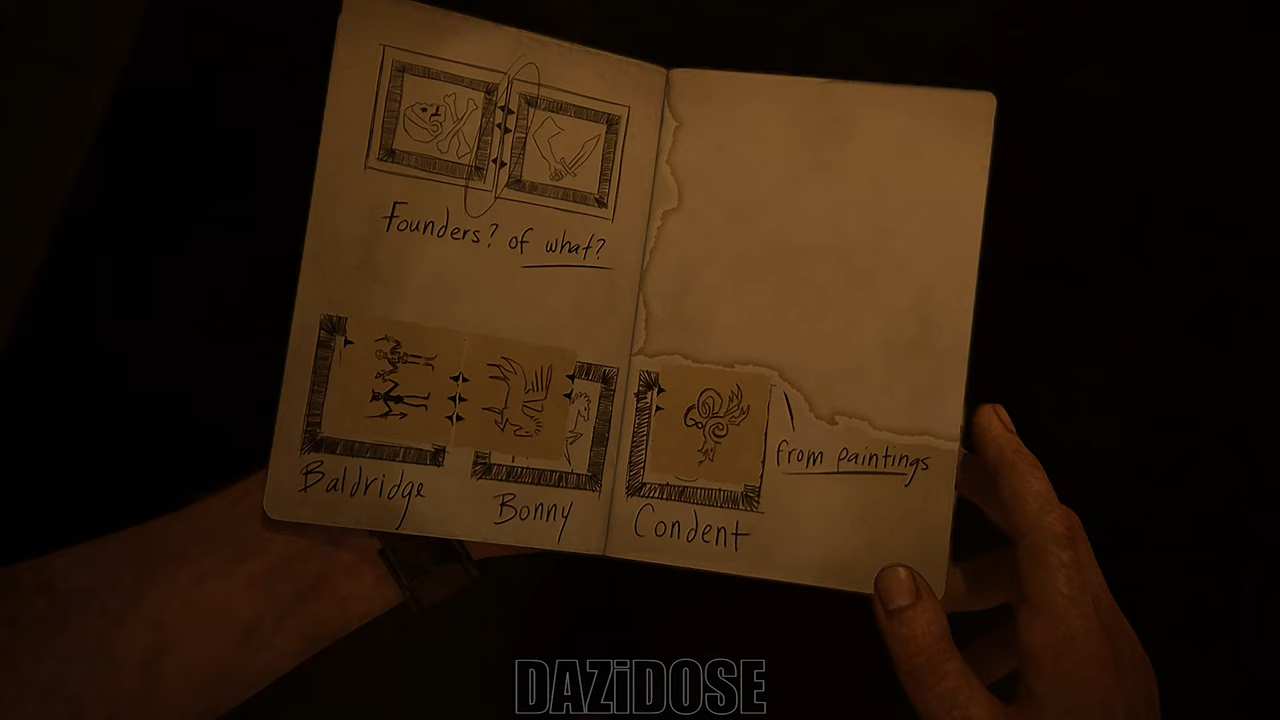 Founders? of what?
Baldridge
Bonny
Condent
from paintings
DAZiDOSE